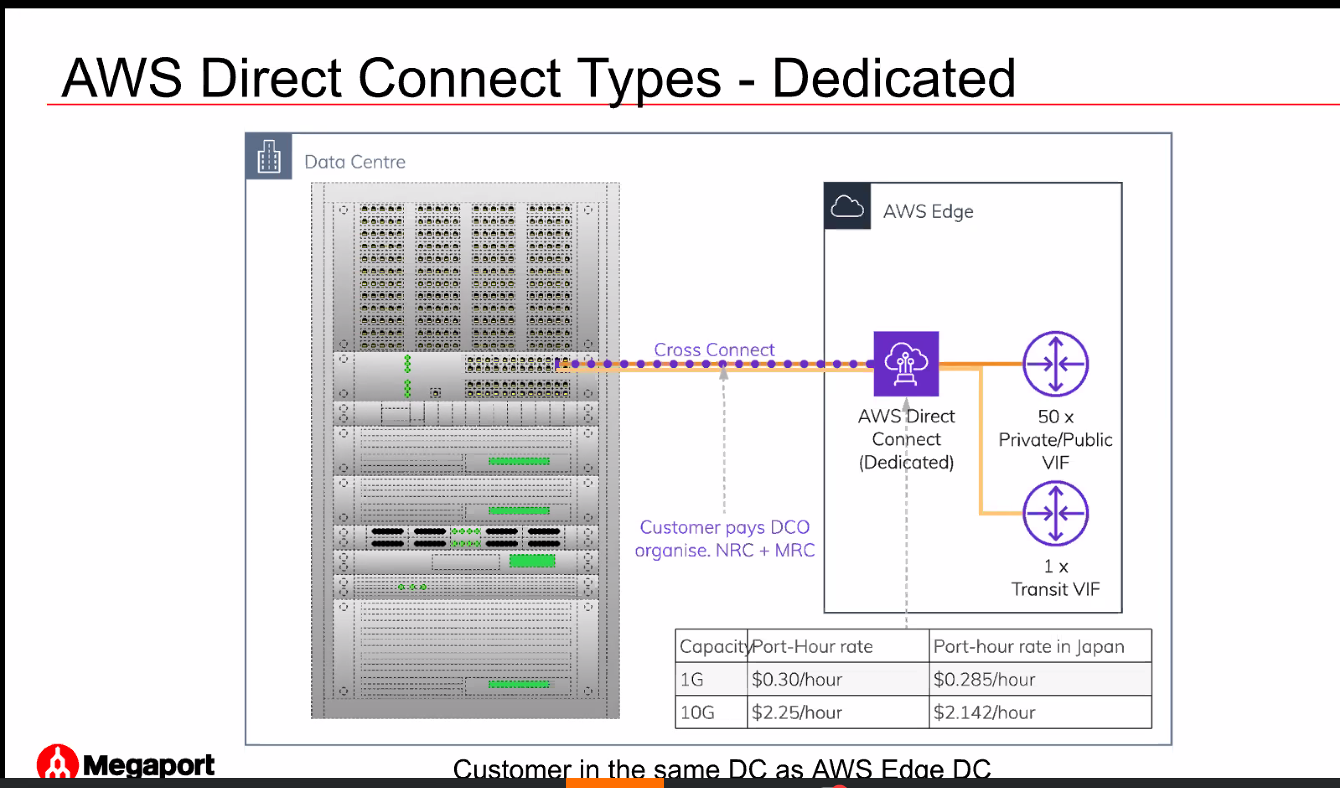 AWS Direct Connect Types - Dedicated
Data Centre
AWS Edge
Cross Connect
AWS Direct
Connect
(Dedicated)
50 x
Private/Public
VIF
Customer pays DCO
organise. NRC + MRC
1 x
Transit VIF
Capacity Port-Hour rate Port-hour rate in Japan
1G $0.30/hour $0.285/hour
10G $2.25/hour $2.142/hour
Megaport
Customer in the same DC as AWS Edge DC